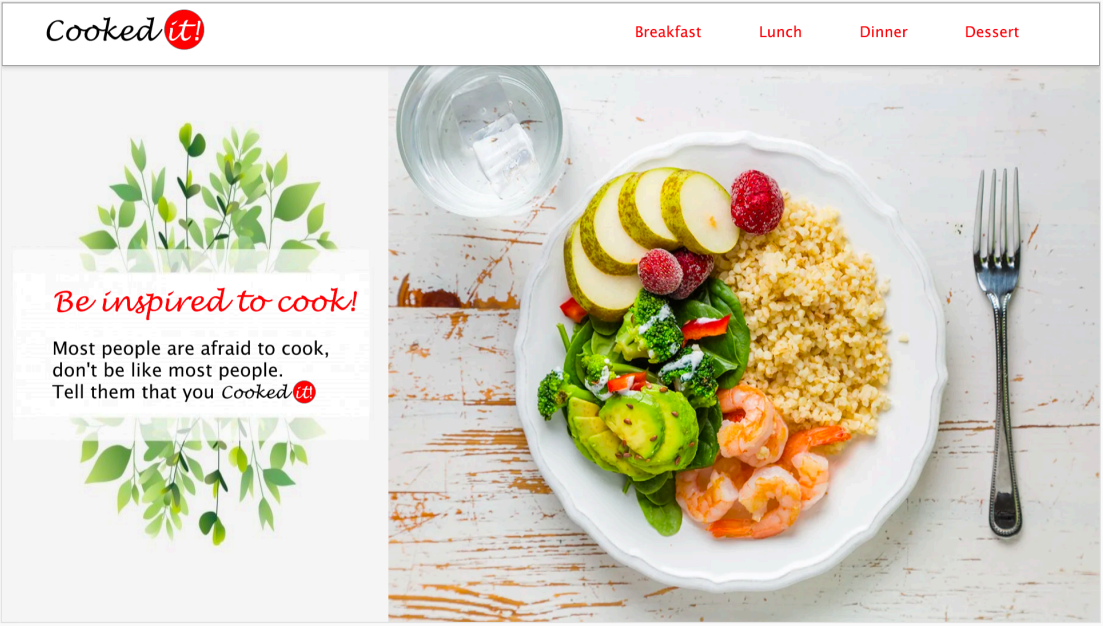 Cooked it!
Breakfast Lunch Dinner Dessert
Be inspired to cook!
Most people are afraid to cook,
don't be like most people.
Tell them that you Cooked it!